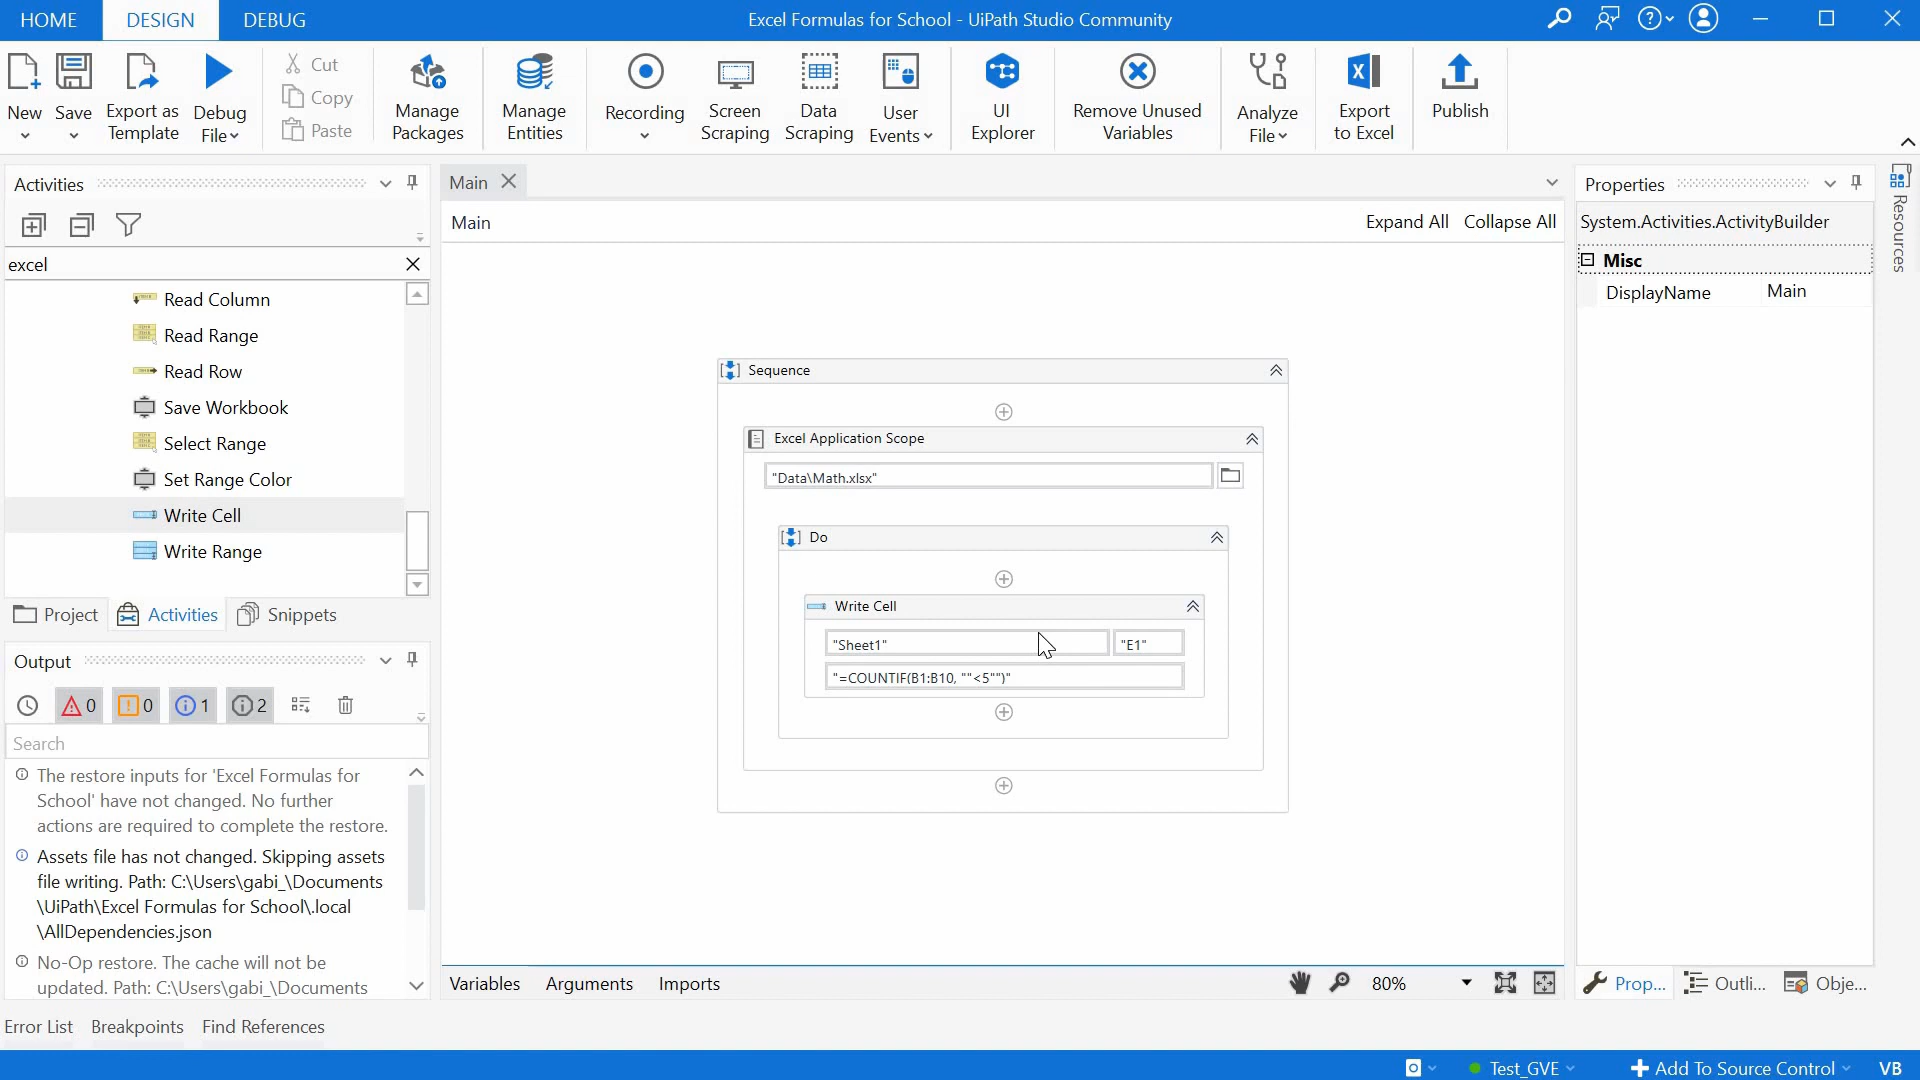 HOME DESIGN DEBUG
Excel Formulas for School - UiPath Studio Community
New
Save
Export as
Template
Debug
File
Cut
Copy
Paste
Manage
Packages
Manage
Entities
Recording
Screen
Scraping
Data
Scraping
User
Events
UI
Explorer
Remove Unused
Variables
Analyze
File
Export
to Excel
Publish
Activities
excel
Read Column
Read Range
Read Row
Save Workbook
Select Range
Set Range Color
Write Cell
Write Range
Project Activities Snippets
Output
0 0 1 2
Search
The restore inputs for 'Excel Formulas for
School' have not changed. No further
actions are required to complete the restore.
Assets file has not changed. Skipping assets
file writing. Path: C:\Users\gabi_\Documents
\UiPath\Excel Formulas for School\.local
\AllDependencies.json
No-Op restore. The cache will not be
updated. Path: C:\Users\gabi_\Documents
Main
Main
Expand All Collapse All
Sequence
Excel Application Scope
"Data\Math.xlsx"
Do
Write Cell
"Sheet1" "E1"
"=COUNTIF(B1:B10, ""<5"")"
Variables Arguments Imports
80%
Properties
System.Activities.ActivityBuilder
Misc
DisplayName Main
Prop... Outli... Obje...
Resources
Error List Breakpoints Find References
Test_GVE
Add To Source Control
VB